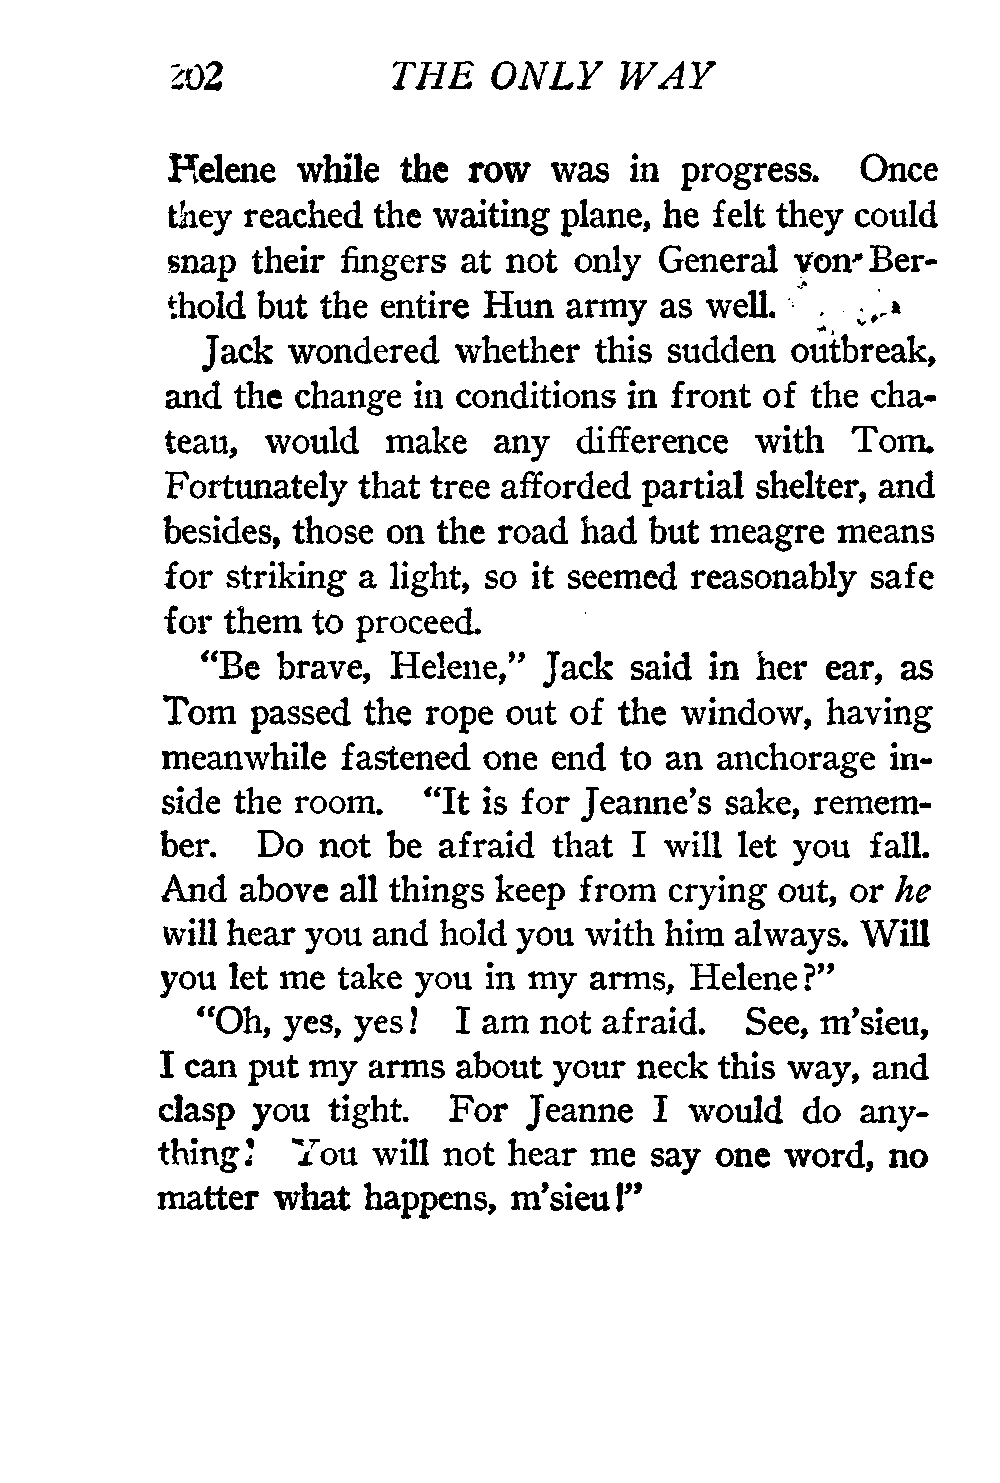 202 THE ONLY WAY
Helene while the row was in progress. Once
they reached the waiting plane, he felt they could
snap their fingers at not only General von Ber-
thold but the entire Hun army as well.
Jack wondered whether this sudden outbreak,
and the change in conditions in front of the cha-
teau, would make any difference with Tom.
Fortunately that tree afforded partial shelter, and
besides, those on the road had but meagre means
for striking a light, so it seemed reasonably safe
for them to proceed.
“Be brave, Helene,” Jack said in her ear, as
Tom passed the rope out of the window, having
meanwhile fastened one end to an anchorage in-
side the room. “It is for Jeanne’s sake, remem-
ber. Do not be afraid that I will let you fall.
And above all things keep from crying out, or he
will hear you and hold you with him always. Will
you let me take you in my arms, Helene?”
“Oh, yes, yes! I am not afraid. See, m’sieu,
I can put my arms about your neck this way, and
clasp you tight. For Jeanne I would do any-
thing! You will not hear me say one word, no
matter what happens, m’sieu!”